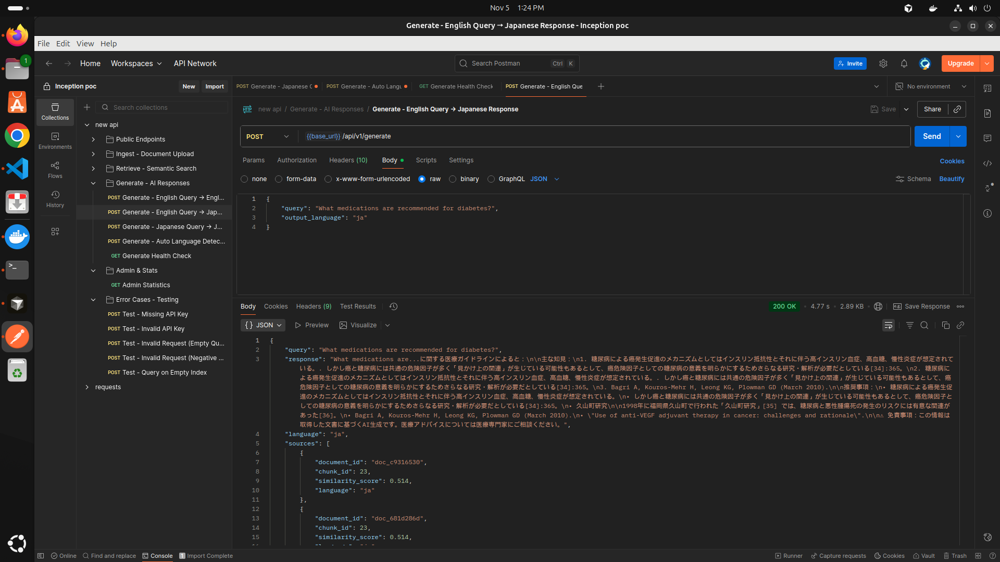 Nov 5 1:24 PM
Generate - English Query → Japanese Response - Inception poc
File Edit View Help
1
Home Workspaces API Network
Search Postman Ctrl K
Invite
Upgrade
Inception poc New Import
POST Generate - Japanese C
POST Generate - Auto Langu
GET Generate Health Check
POST Generate - English Que
No environment
Collections
Environments
Flows
History
Search collections
new api
Public Endpoints
Ingest - Document Upload
Retrieve - Semantic Search
Generate - AI Responses
POST Generate - English Query → Engl...
POST Generate - English Query → Jap...
POST Generate - Japanese Query → J...
POST Generate - Auto Language Detec...
GET Generate Health Check
Admin & Stats
GET Admin Statistics
Error Cases - Testing
POST Test - Missing API Key
POST Test - Invalid API Key
POST Test - Invalid Request (Empty Qu...
POST Test - Invalid Request (Negative ...
POST Test - Query on Empty Index
requests
HTTP new api / Generate - AI Responses / Generate - English Query → Japanese Response
Save Share
POST {{base_url}} /api/v1/generate
Send
Params Authorization Headers (10) Body Scripts Settings
Cookies
none form-data x-www-form-urlencoded raw binary GraphQL JSON
Schema Beautify
1 {
2 "query": "What medications are recommended for diabetes?",
3 "output_language": "ja"
4 }
Body Cookies Headers (9) Test Results
200 OK 4.77 s 2.89 KB Save Response
{} JSON Preview Visualize
1 {
2 "query": "What medications are recommended for diabetes?",
3 "response": "What medications are...に関する医療ガイドラインによると：\n\n主な知見：\n1. 糖尿病による癌発生促進のメカニズムとしてはインスリン抵抗性とそれに伴う高インスリン血症、高血糖、慢性炎症が想定されて
いる。. しかし癌と糖尿病には共通の危険因子が多く「見かけ上の関連」が生じている可能性もあるとして、癌危険因子としての糖尿病の意義を明らかにするためさらなる研究・解析が必要だとしている[34]:365。\n2. 糖尿病に
よる癌発生促進のメカニズムとしてはインスリン抵抗性とそれに伴う高インスリン血症、高血糖、慢性炎症が想定されている。. しかし癌と糖尿病には共通の危険因子が多く「見かけ上の関連」が生じている可能性もあるとして、癌
危険因子としての糖尿病の意義を明らかにするためさらなる研究・解析が必要だとしている[34]:365。\n3. Bagri A, Kouros-Mehr H, Leong KG, Plowman GD (March 2010).\n\n推奨事項：\n• 糖尿病による癌発生促
進のメカニズムとしてはインスリン抵抗性とそれに伴う高インスリン血症、高血糖、慢性炎症が想定されている。\n• しかし癌と糖尿病には共通の危険因子が多く「見かけ上の関連」が生じている可能性もあるとして、癌危険因子と
しての糖尿病の意義を明らかにするためさらなる研究・解析が必要だとしている[34]:365。\n• 久山町研究\n\n1998年に福岡県久山町で行われた「久山町研究」[35] では、糖尿病と悪性腫瘍死の発生のリスクには有意な関連が
あった[36]。\n• Bagri A, Kouros-Mehr H, Leong KG, Plowman GD (March 2010).\n• \"Use of anti-VEGF adjuvant therapy in cancer: challenges and rationale\".\n\n⚠ 免責事項：この情報は
取得した文書に基づくAI生成です。医療アドバイスについては医療専門家にご相談ください。",
4 "language": "ja",
5 "sources": [
6 {
7 "document_id": "doc_c9316530",
8 "chunk_id": 23,
9 "similarity_score": 0.514,
10 "language": "ja"
11 },
12 {
13 "document_id": "doc_681d286d",
14 "chunk_id": 23,
15 "similarity_score": 0.514,
Online Find and replace Console 1 Import Complete
Runner Capture requests Cookies Vault Trash